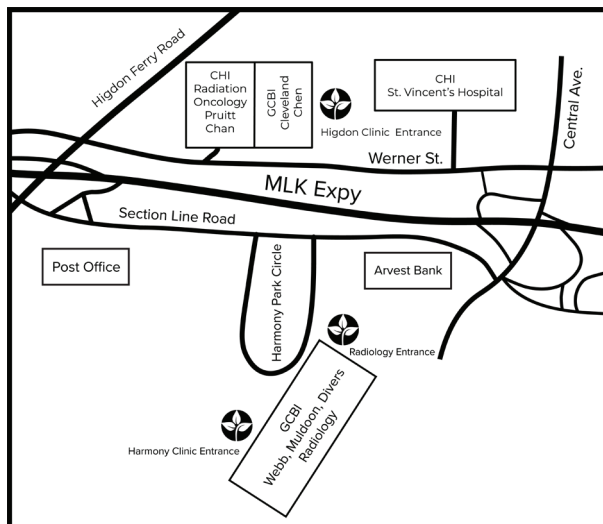 Higdon Ferry Road
CHI
Radiation
Oncology
Pruitt
Chan
GCBI
Cleveland
Chen
Higdon Clinic Entrance
CHI
St. Vincent's Hospital
Central Ave.
Werner St.
MLK Expy
Section Line Road
Post Office
Harmony Park Circle
Arvest Bank
Radiology Entrance
GCBI
Webb, Muldoon, Divers
Radiology
Harmony Clinic Entrance